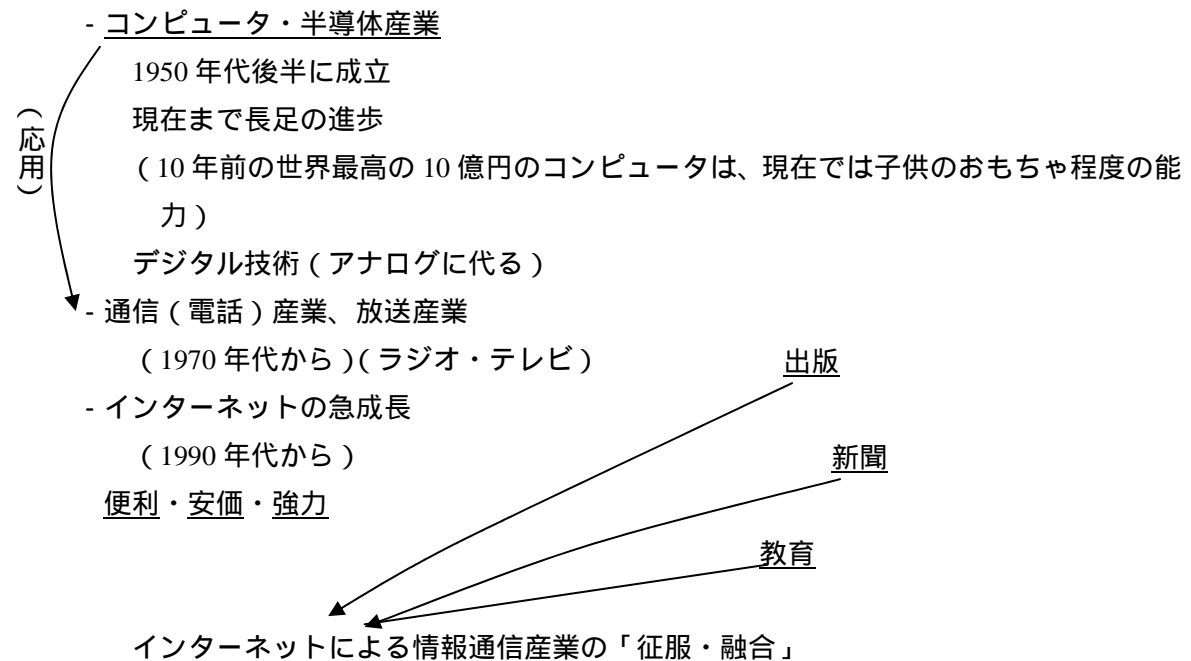 - コンピュータ・半導体産業
1950 年代後半に成立
現在まで長足の進歩
（応用）
（10 年前の世界最高の 10 億円のコンピュータは、現在では子供のおもちゃ程度の能
力）
デジタル技術（アナログに代る）
- 通信（電話）産業、放送産業
（1970 年代から）（ラジオ・テレビ）
出版
- インターネットの急成長
（1990 年代から）
新聞
便利・安価・強力
教育
インターネットによる情報通信産業の「征服・融合」